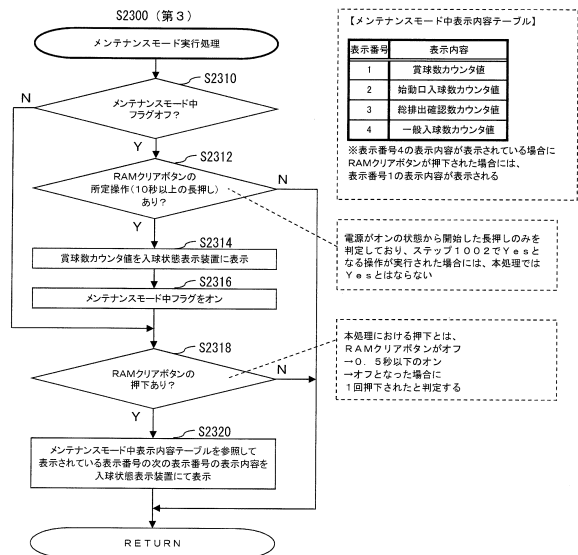 S2300（第３）
メンテナンスモード実行処理
S2310
N
メンテナンスモード中
フラグオフ？
Y
S2312
RAMクリアボタンの
所定操作（10秒以上の長押し）
あり？
N
Y
S2314
賞球数カウンタ値を入球状態表示装置に表示
S2316
メンテナンスモード中フラグをオン
S2318
RAMクリアボタンの
押下あり？
N
Y
S2320
メンテナンスモード中表示内容テーブルを参照して
表示されている表示番号の次の表示番号の表示内容を
入球状態表示装置にて表示
RETURN
【メンテナンスモード中表示内容テーブル】
表示番号 表示内容
1 賞球数カウンタ値
2 始動口入球数カウンタ値
3 総排出確認数カウンタ値
4 一般入球数カウンタ値
※表示番号4の表示内容が表示されている場合に
RAMクリアボタンが押下された場合には、
表示番号1の表示内容が表示される
電源がオンの状態から開始した長押しのみを
判定しており、ステップ１００２でＹｅｓと
なる操作が実行された場合には、本処理では
Ｙｅｓとはならない
本処理における押下とは、
ＲＡＭクリアボタンがオフ
→０．５秒以下のオン
→オフとなった場合に
１回押下されたと判定する